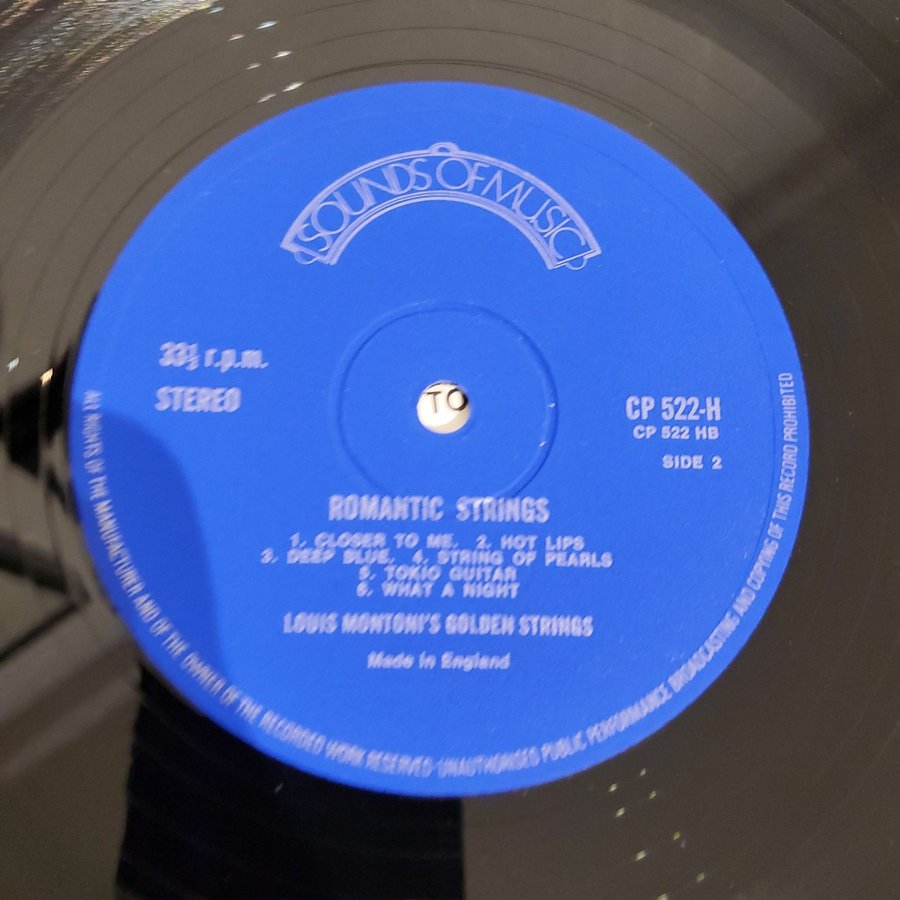 SOUNDS OF MUSIC
33⅓ r.p.m.
STEREO
TO
CP 522-H
CP 522 HB
SIDE 2
ROMANTIC STRINGS
1. CLOSER TO ME. 2. HOT LIPS
3. DEEP BLUE. 4. STRING OF PEARLS
5. TOKIO GUITAR
6. WHAT A NIGHT
LOUIS MONTONI'S GOLDEN STRINGS
Made in England
ALL RIGHTS OF THE MANUFACTURER AND OF THE OWNER OF THE RECORDED WORK RESERVED·UNAUTHORISED PUBLIC PERFORMANCE BROADCASTING AND COPYING OF THIS RECORD PROHIBITED